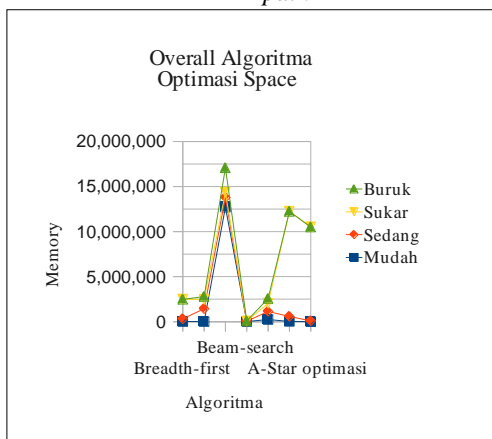 Overall Algoritma
Optimasi Space
20,000,000
15,000,000
10,000,000
5,000,000
0
Memory
Buruk
Sukar
Sedang
Mudah
Beam-search
Breadth-first A-Star optimasi
Algoritma